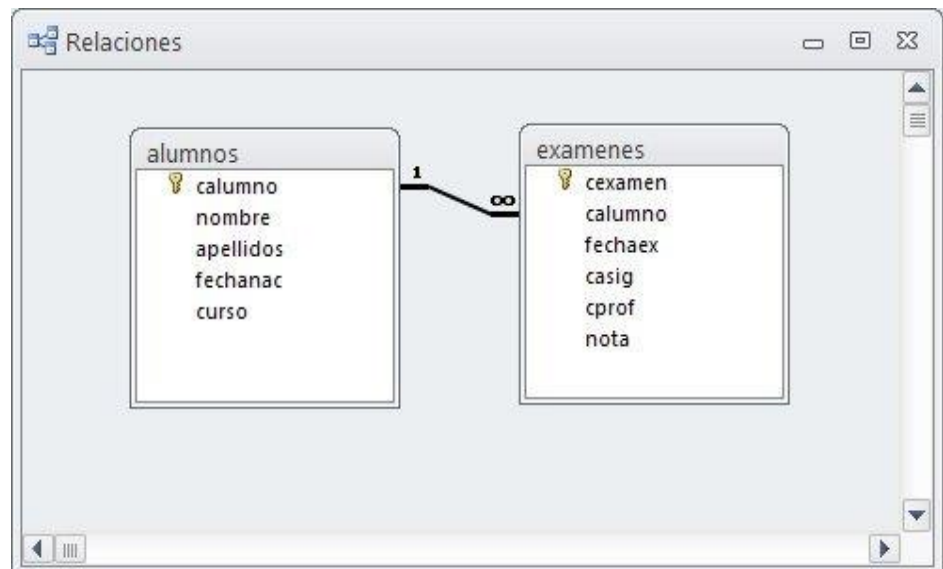 Relaciones
alumnos
calumno
nombre
apellidos
fechanac
curso
1
∞
examenes
cexamen
calumno
fechaex
casig
cprof
nota